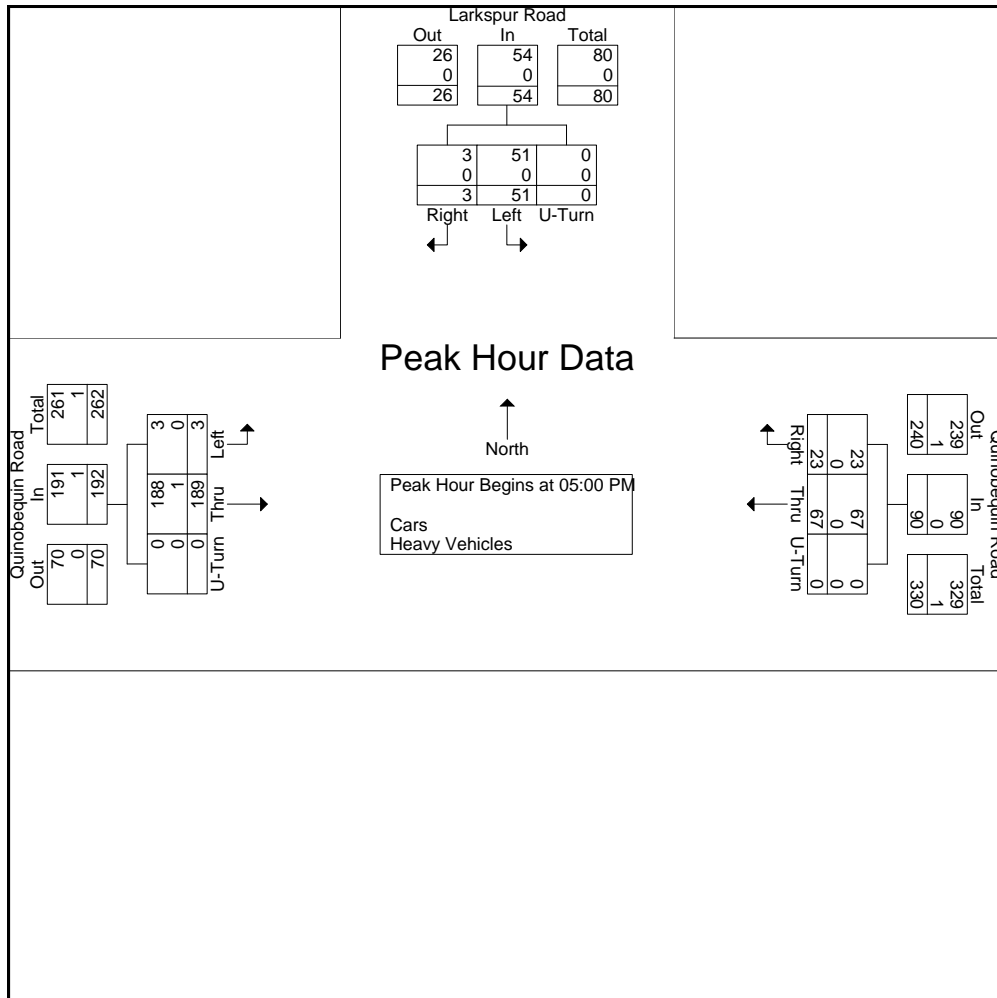 Larkspur Road
Out In Total
26 54 80
0 0 0
26 54 80
3 51 0
0 0 0
3 51 0
Right Left U-Turn
Peak Hour Data
North
Peak Hour Begins at 05:00 PM
Cars
Heavy Vehicles
Quinobequin Road
Out In Total
70 191 261
0 1 1
70 192 262
U-Turn Thru Left
0 188 3
0 1 0
0 189 3
Quinobequin Road
Out In Total
239 90 329
1 0 1
240 90 330
23 67 0
0 0 0
23 67 0
Right Thru U-Turn